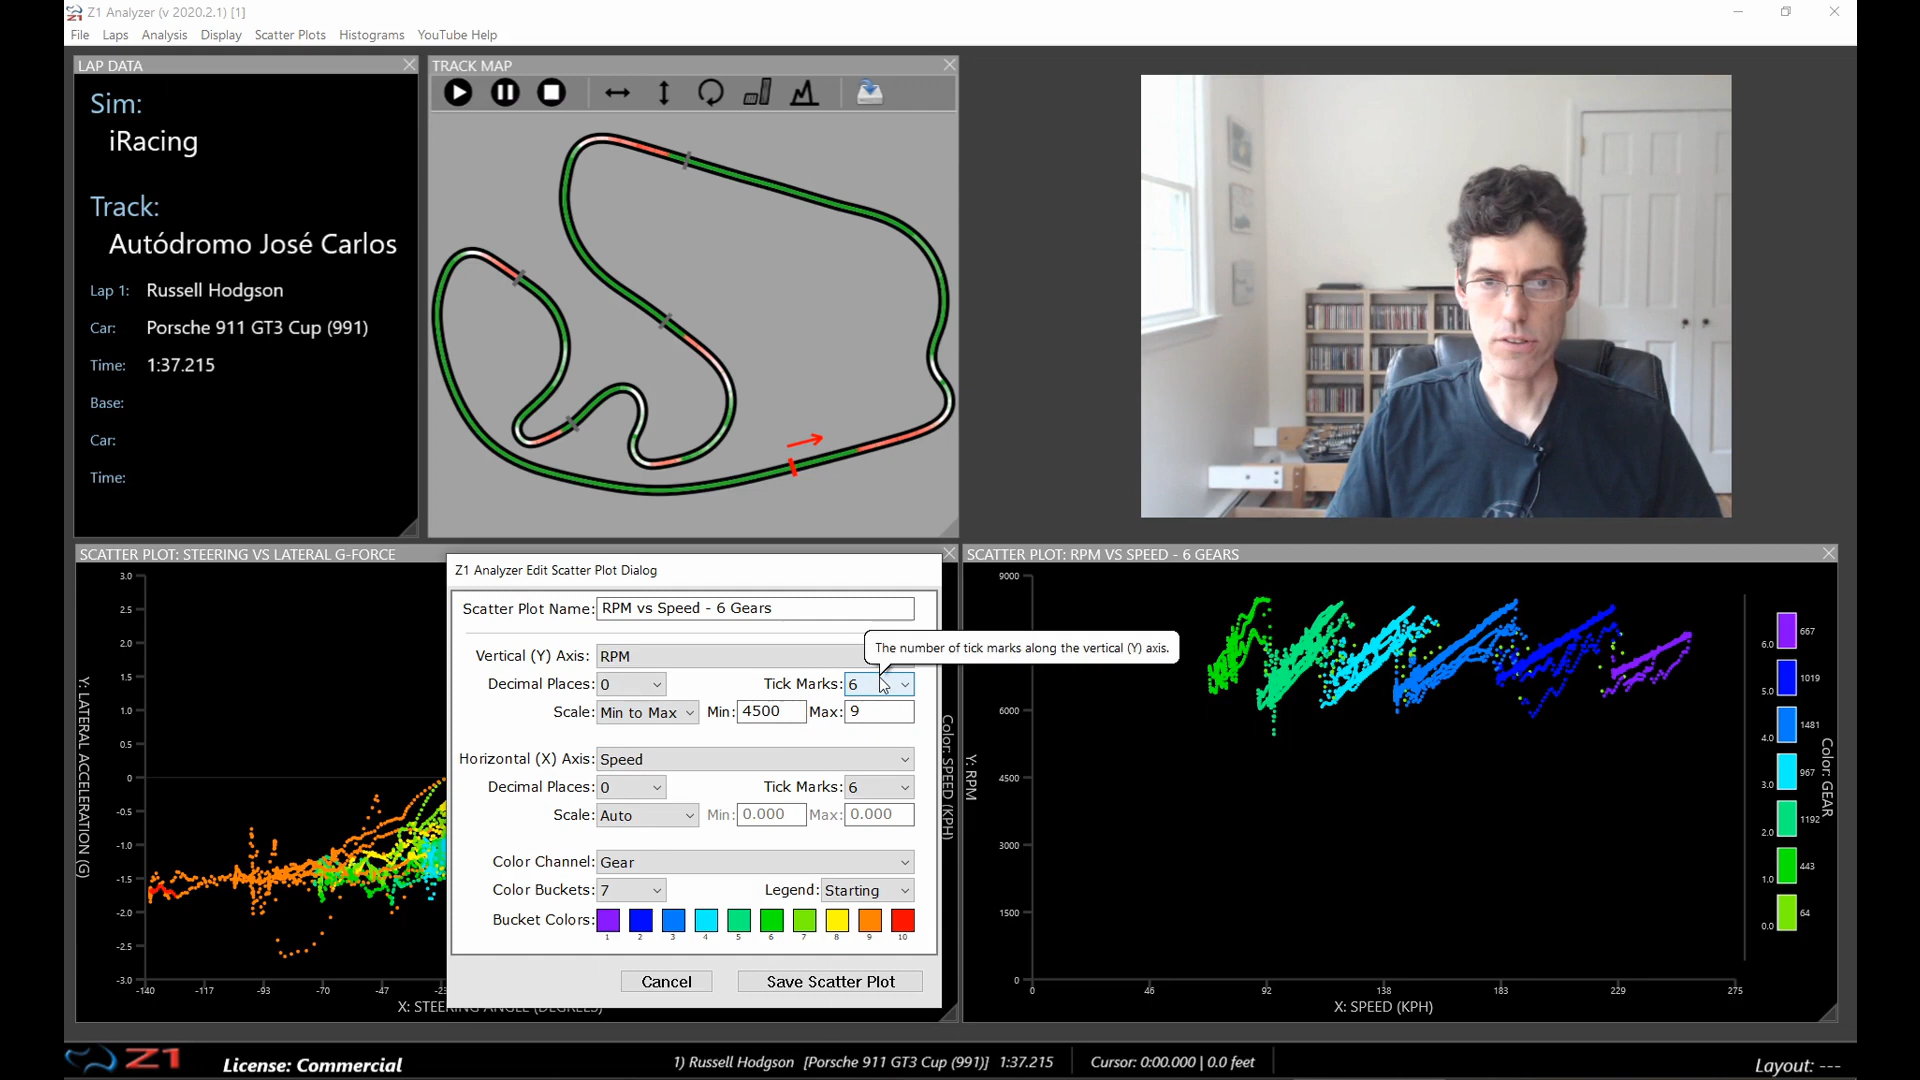 Z1 Analyzer (v 2020.2.1) [1]
File Laps Analysis Display Scatter Plots Histograms YouTube Help
LAP DATA
Sim:
iRacing
Track:
Autódromo José Carlos
Lap 1: Russell Hodgson
Car: Porsche 911 GT3 Cup (991)
Time: 1:37.215
Base:
Car:
Time:
TRACK MAP
SCATTER PLOT: STEERING VS LATERAL G-FORCE
3.0
2.5
2.0
1.5
1.0
0.5
0
-0.5
-1.0
-1.5
-2.0
-2.5
-3.0
Y: LATERAL ACCELERATION (G)
-140 -117 -93 -70 -47
X: STEERING ANGLE (DEGREES)
Color: SPEED (KPH)
Z1 Analyzer Edit Scatter Plot Dialog
Scatter Plot Name: RPM vs Speed - 6 Gears
The number of tick marks along the vertical (Y) axis.
Vertical (Y) Axis: RPM
Decimal Places: 0 Tick Marks: 6
Scale: Min to Max Min: 4500 Max: 9
Horizontal (X) Axis: Speed
Decimal Places: 0 Tick Marks: 6
Scale: Auto Min: 0.000 Max: 0.000
Color Channel: Gear
Color Buckets: 7 Legend: Starting
Bucket Colors:
1 2 3 4 5 6 7 8 9 10
Cancel Save Scatter Plot
SCATTER PLOT: RPM VS SPEED - 6 GEARS
9000
6000
4500
3000
1500
0
Y: RPM
0 46 92 138 183 229 275
X: SPEED (KPH)
6.0 667
5.0 1019
4.0 1481
3.0 967
2.0 1192
1.0 443
0.0 64
Color: GEAR
Z1 License: Commercial 1) Russell Hodgson [Porsche 911 GT3 Cup (991)] 1:37.215 Cursor: 0:00.000 | 0.0 feet Layout: ---